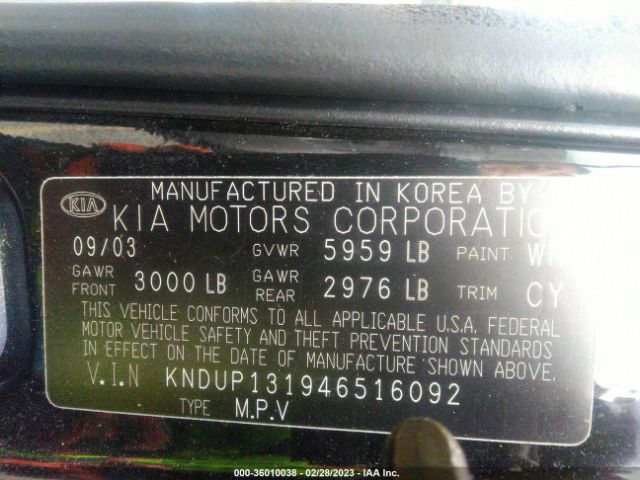 MANUFACTURED IN KOREA BY
KIA KIA MOTORS CORPORATIO
09/03 GVWR 5959 LB PAINT
GAWR FRONT 3000 LB GAWR REAR 2976 LB TRIM CY
THIS VEHICLE CONFORMS TO ALL APPLICABLE U.S.A. FEDERAL
MOTOR VEHICLE SAFETY AND THEFT PREVENTION STANDARDS
IN EFFECT ON THE DATE OF MANUFACTURE SHOWN ABOVE.
V.I.N KNDUP131946516092
TYPE M.P.V
000-36010038 - 02/28/2023 - IAA Inc.